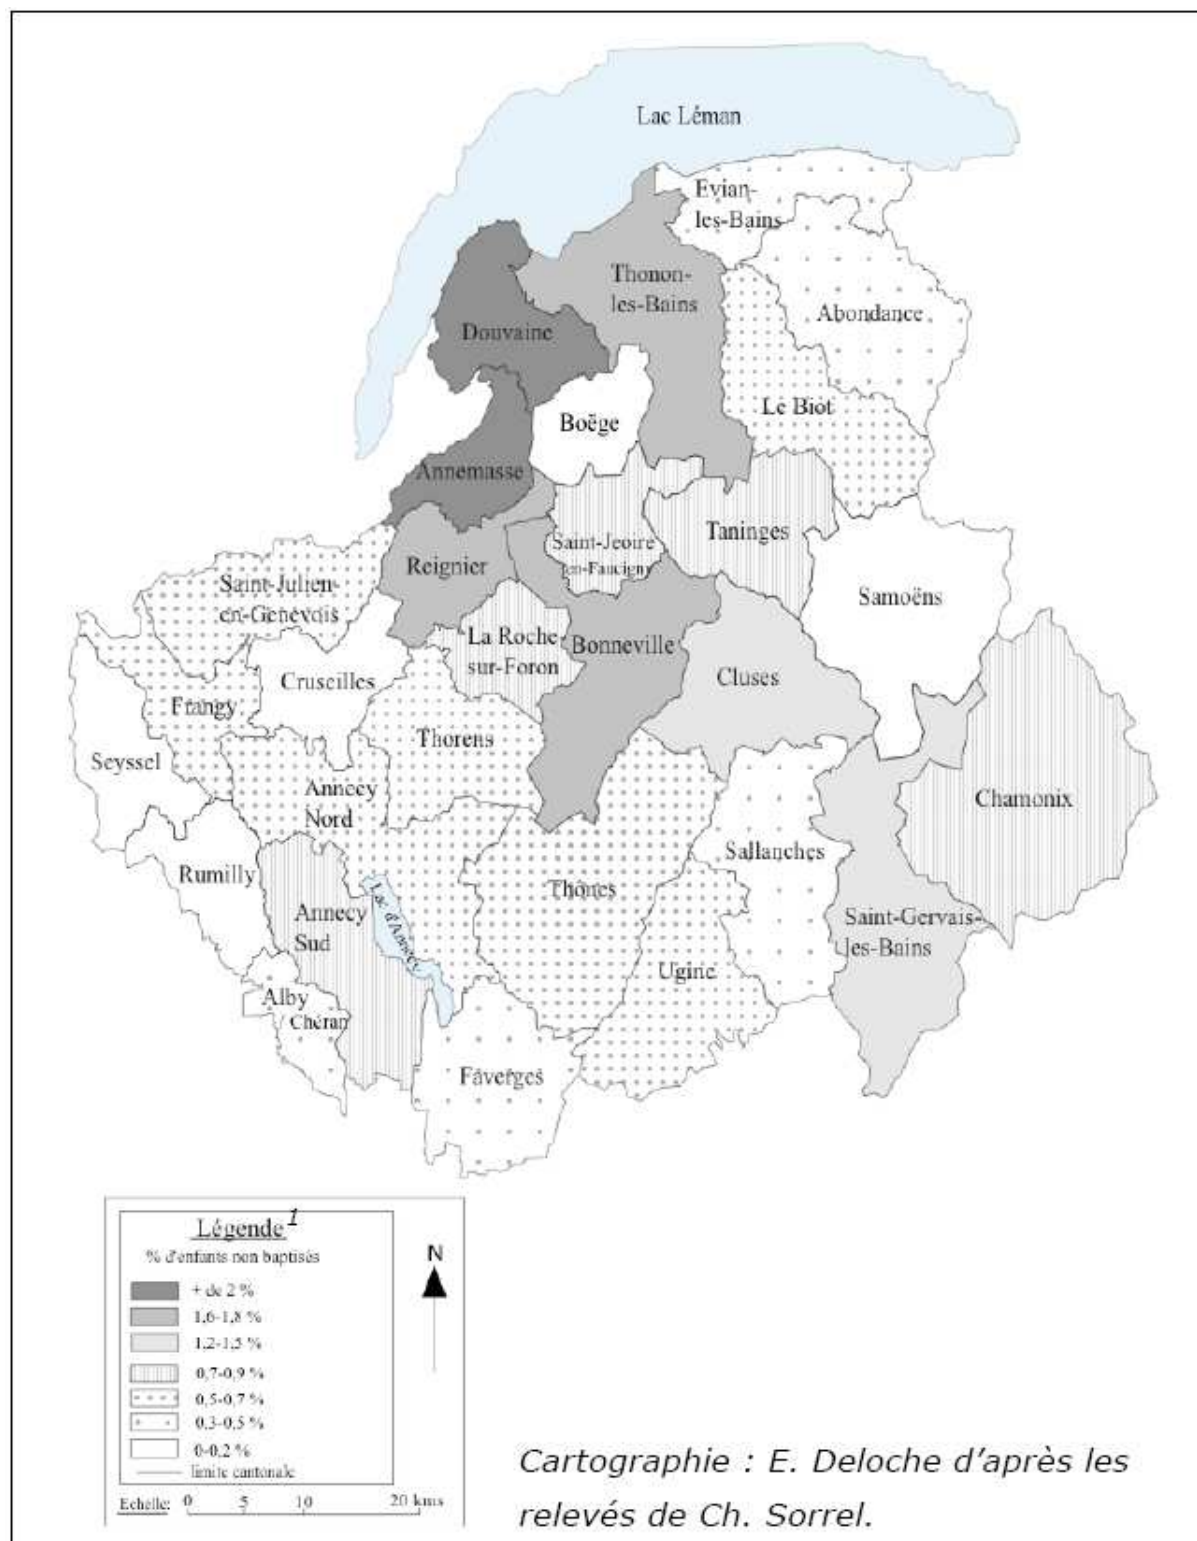 Lac Léman
Evian-
les-Bains
Thonon-
les-Bains
Abondance
Douvaine
Le Biot
Boëge
Annemasse
Taninges
Saint-Jeoire
en-Faucigny
Reignier
Saint-Julien-
en-Genevois
Samoëns
La Roche-
sur-Foron
Bonneville
Cluses
Cruseilles
Frangy
Thorens
Seyssel
Annecy
Nord
Chamonix
Sallanches
Rumilly
Thônes
Lac d'Annecy
Annecy
Sud
Saint-Gervais-
les-Bains
Ugine
Alby
Chéran
Faverges
Légende 1
% d'enfants non baptisés
+ de 2 %
1,6-1,8 %
1,2-1,5 %
0,7-0,9 %
0,5-0,7 %
0,3-0,5 %
0-0,2 %
limite cantonale
Echelle: 0 5 10 20 kms
N
Cartographie : E. Deloche d'après les
relevés de Ch. Sorrel.